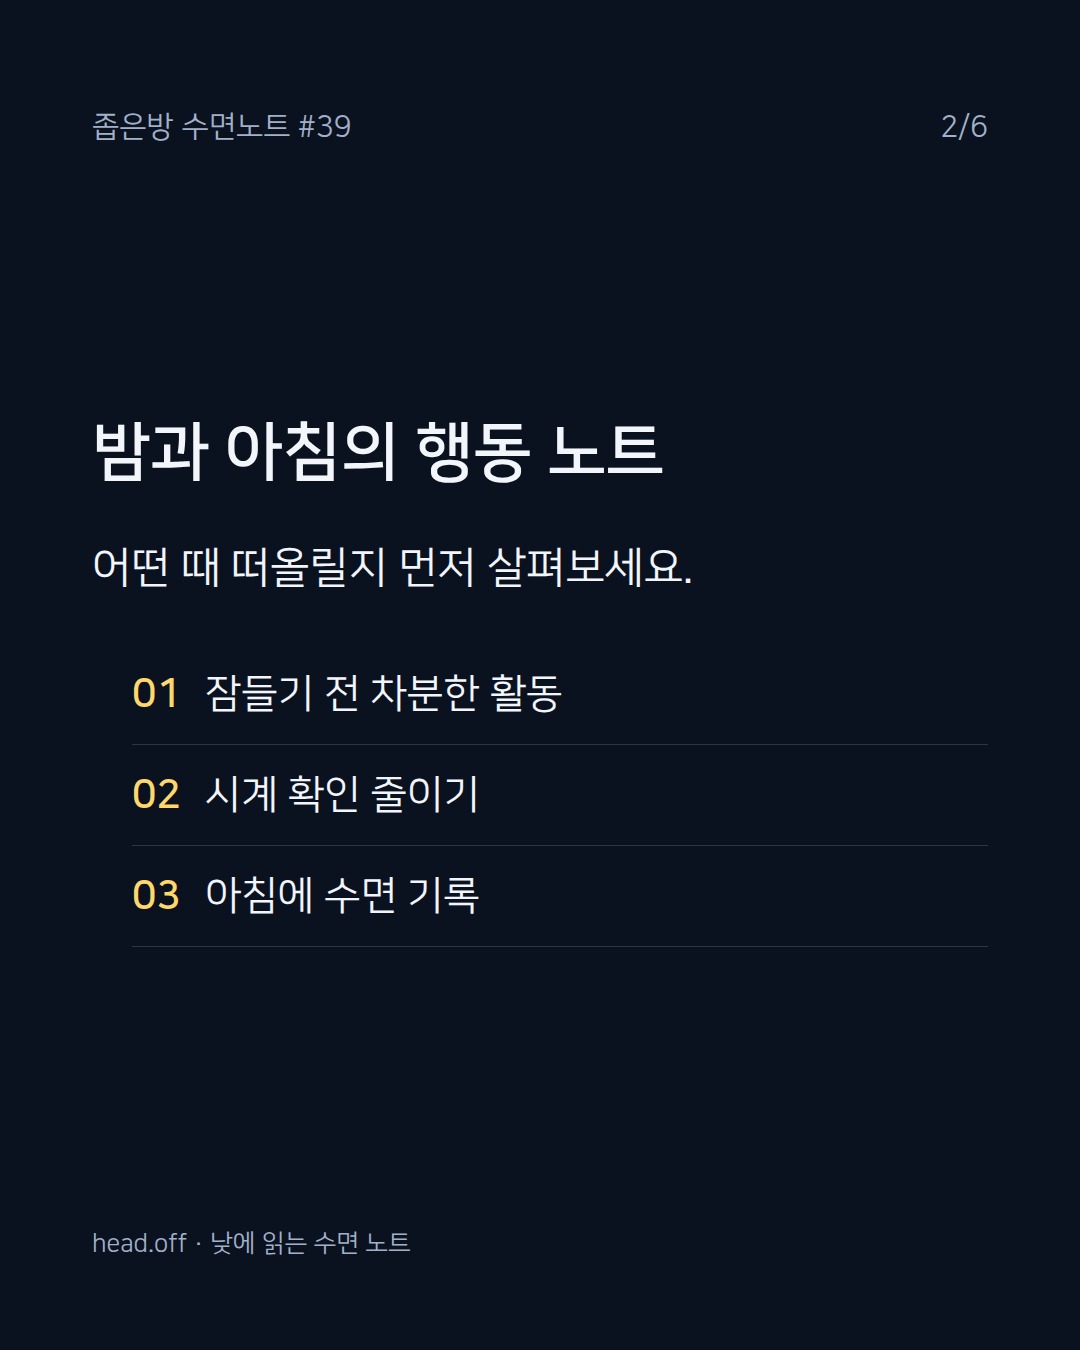 좁은방 수면노트 #39
2/6
밤과 아침의 행동 노트
어떤 때 떠올릴지 먼저 살펴보세요.
01 잠들기 전 차분한 활동
02 시계 확인 줄이기
03 아침에 수면 기록
head.off · 낮에 읽는 수면 노트